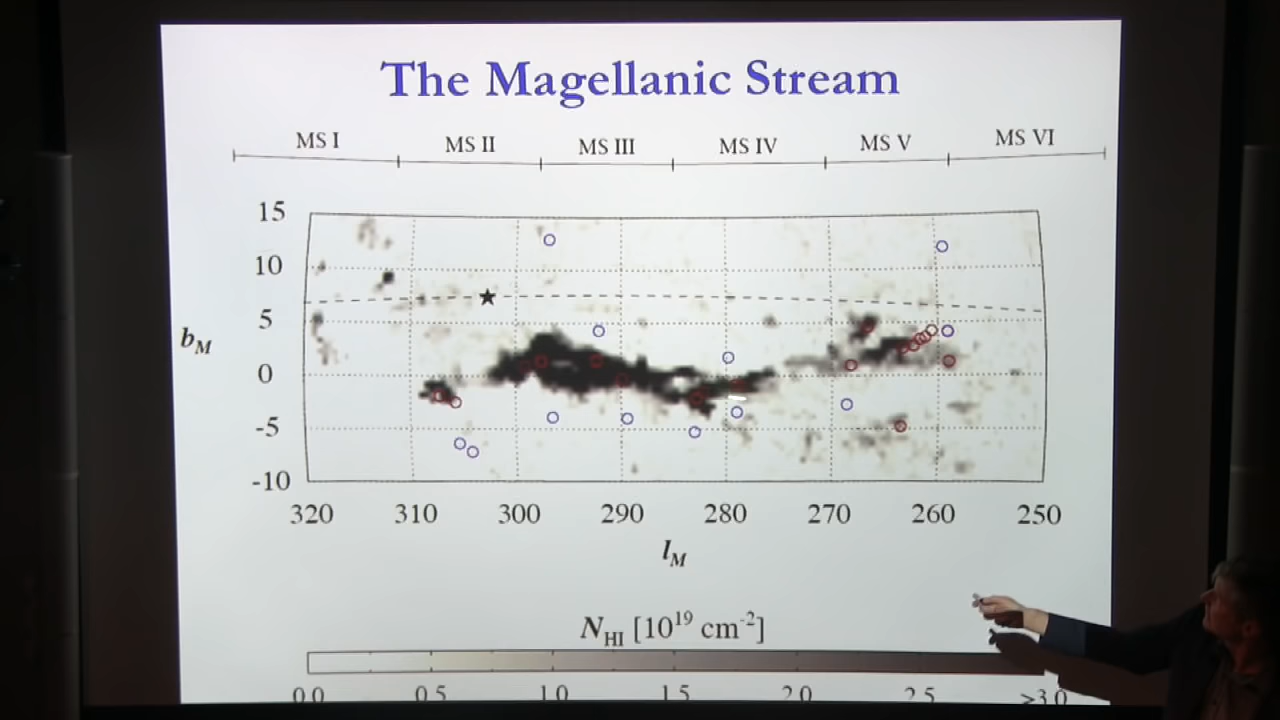 The Magellanic Stream
MS I MS II MS III MS IV MS V MS VI
15
10
5
b_M
0
-5
-10
320 310 300 290 280 270 260 250
l_M
N_HI [10^19 cm^-2]
0.0 0.5 1.0 1.5 2.0 2.5 >3.0